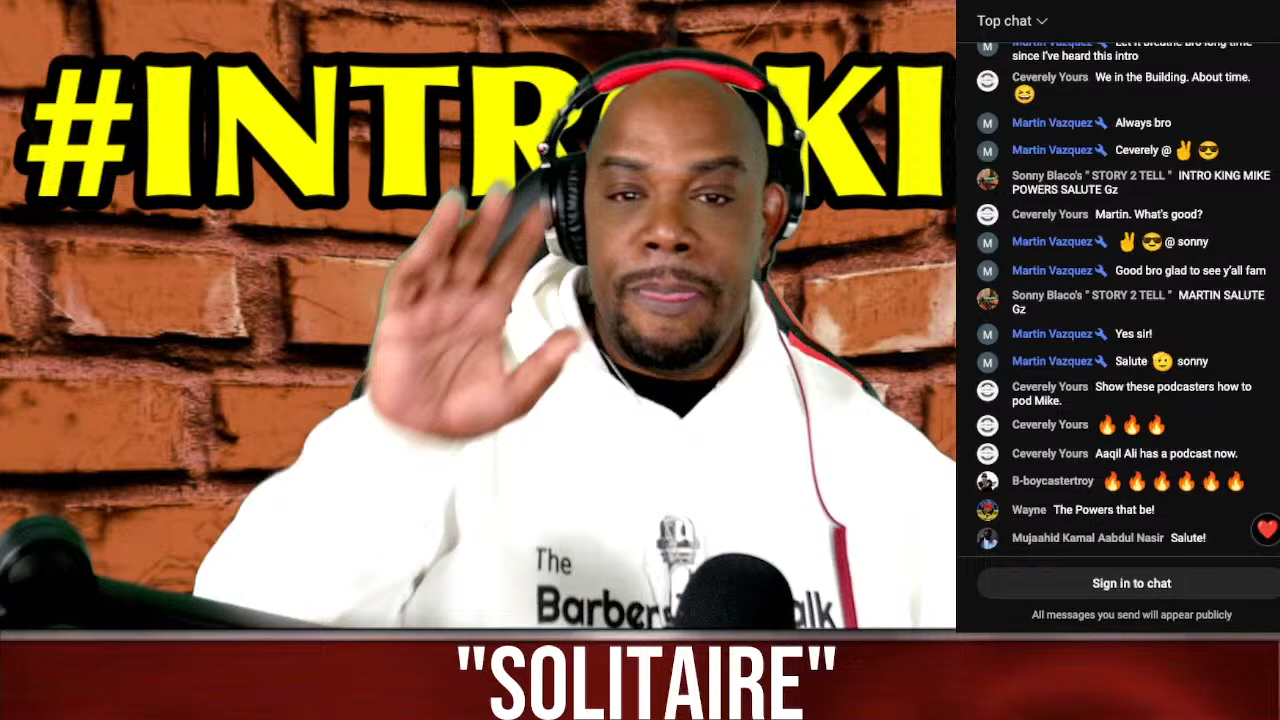 #INTRO KI
The
Barber alk
"SOLITAIRE"
Top chat
M Martin Vazquez Let it breathe bro long time
since I've heard this intro
Ceverely Yours We in the Building. About time.
😆
M Martin Vazquez Always bro
M Martin Vazquez Ceverely @ ✌️ 😎
Sonny Blaco's " STORY 2 TELL " INTRO KING MIKE
POWERS SALUTE Gz
Ceverely Yours Martin. What's good?
M Martin Vazquez ✌️ 😎 @ sonny
M Martin Vazquez Good bro glad to see y'all fam
Sonny Blaco's " STORY 2 TELL " MARTIN SALUTE
Gz
M Martin Vazquez Yes sir!
M Martin Vazquez Salute 🫡 sonny
Ceverely Yours Show these podcasters how to
pod Mike.
Ceverely Yours 🔥 🔥 🔥
Ceverely Yours Aaqil Ali has a podcast now.
B-boycastertroy 🔥 🔥 🔥 🔥 🔥 🔥
Wayne The Powers that be!
Mujaahid Kamal Aabdul Nasir Salute!
Sign in to chat
All messages you send will appear publicly